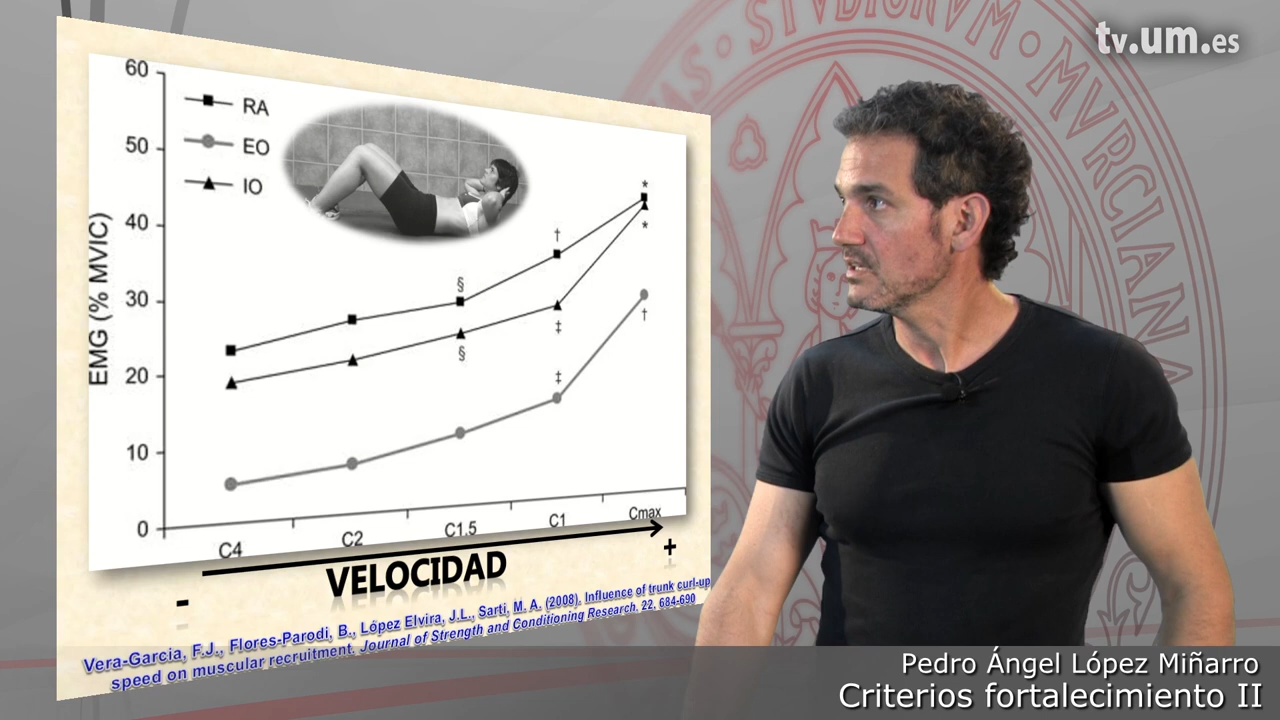 tv.um.es
STVDIORVM
MVRCIANA
60
50
40
30
20
10
0
EMG (% MVIC)
RA
EO
IO
§
§
†
‡
‡
*
*
†
C4
C2
C1.5
C1
Cmax
VELOCIDAD
-
+
Vera-Garcia, F.J., Flores-Parodi, B., López Elvira, J.L., Sarti, M. A. (2008). Influence of trunk curl-up
speed on muscular recruitment. Journal of Strength and Conditioning Research. 22, 684-690
Pedro Ángel López Miñarro
Criterios fortalecimiento II